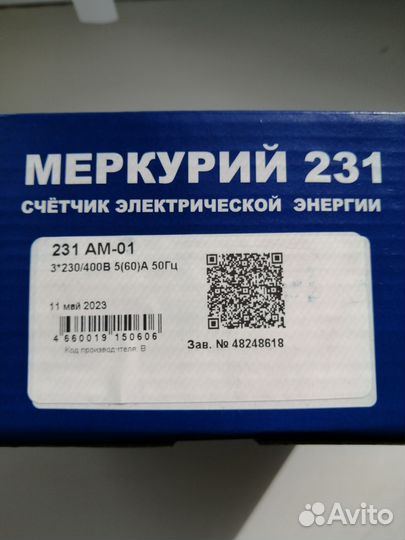 МЕРКУРИЙ 231
СЧЁТЧИК ЭЛЕКТРИЧЕСКОЙ ЭНЕРГИИ
231 АМ-01
3*230/400В 5(60)А 50Гц
11 май 2023
4 660019 150606
Код производителя: В
Зав. № 48248618
Avito